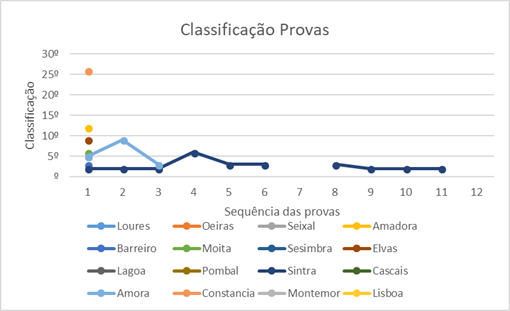 Classificação Provas
30º
25º
20º
15º
10º
5º
º
Classificação
1 2 3 4 5 6 7 8 9 10 11 12
Sequência das provas
Loures Oeiras Seixal Amadora
Barreiro Moita Sesimbra Elvas
Lagoa Pombal Sintra Cascais
Amora Constancia Montemor Lisboa